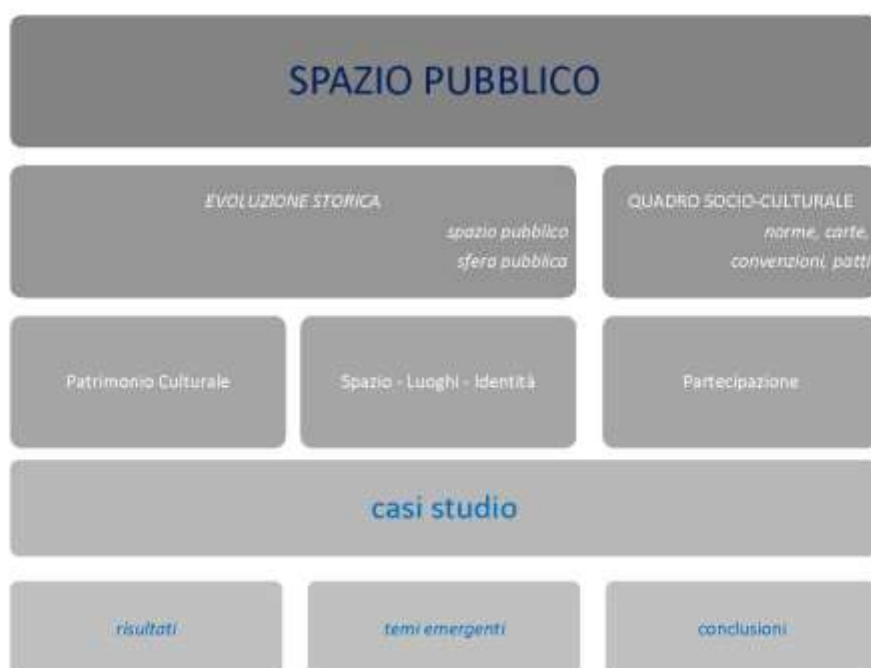 SPAZIO PUBBLICO
EVOLUZIONE STORICA
spazio pubblico
sfera pubblica
QUADRO SOCIO-CULTURALE
norme, carte,
convenzioni, patti
Patrimonio Culturale
Spazio - Luoghi - Identità
Partecipazione
casi studio
risultati
temi emergenti
conclusioni